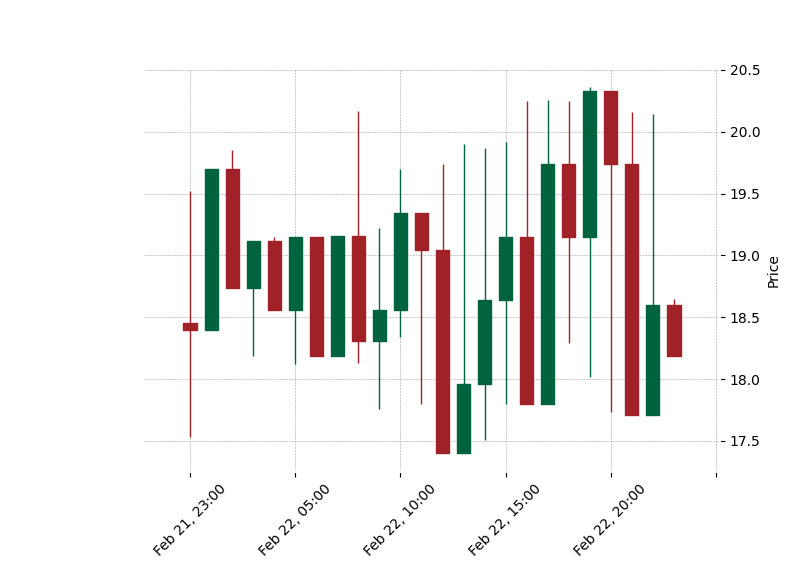 20.5
20.0
19.5
19.0
18.5
18.0
17.5
Price
Feb 21, 23:00
Feb 22, 05:00
Feb 22, 10:00
Feb 22, 15:00
Feb 22, 20:00